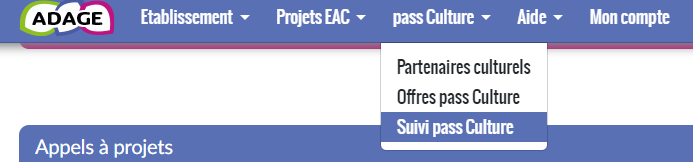 ADAGE Etablissement Projets EAC pass Culture Aide Mon compte
Partenaires culturels
Offres pass Culture
Suivi pass Culture
Appels à projets